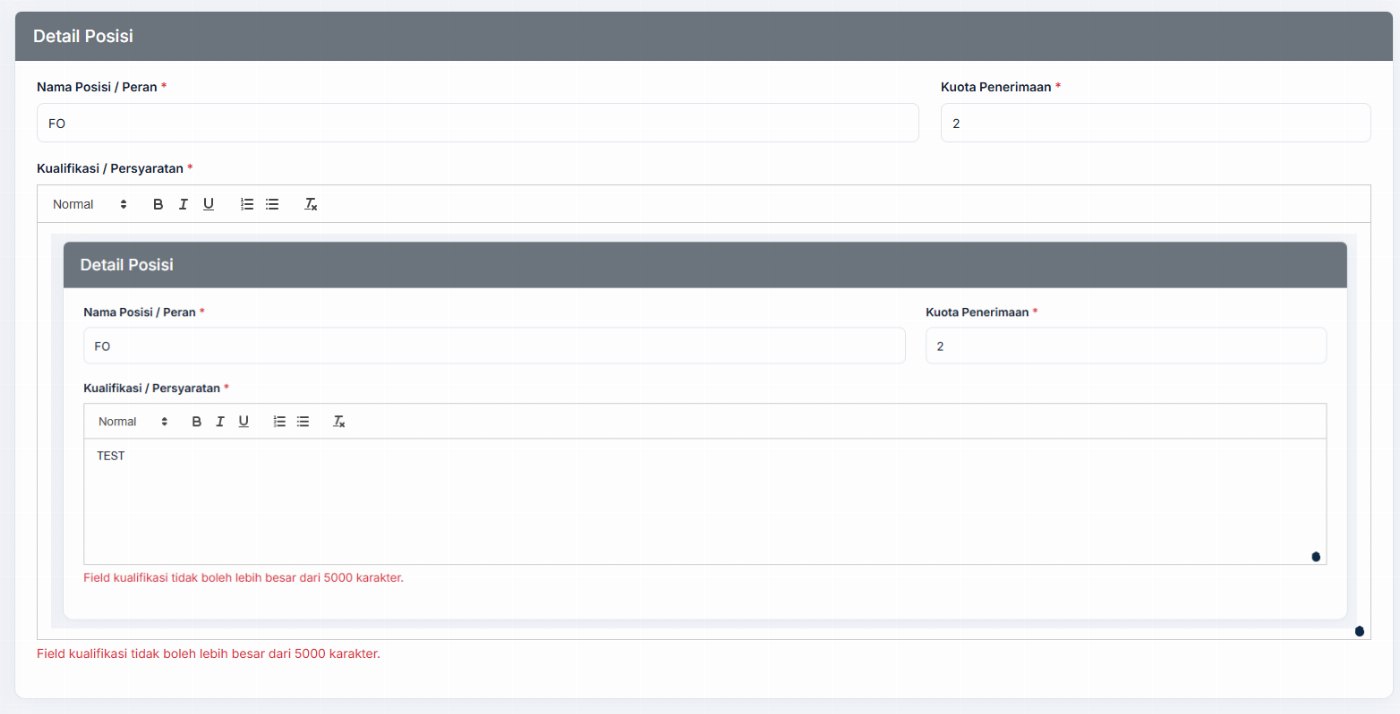 Detail Posisi
Nama Posisi / Peran * Kuota Penerimaan *
FO 2
Kualifikasi / Persyaratan *
Normal B I U Tx
Detail Posisi
Nama Posisi / Peran * Kuota Penerimaan *
FO 2
Kualifikasi / Persyaratan *
Normal B I U Tx
TEST
Field kualifikasi tidak boleh lebih besar dari 5000 karakter.
Field kualifikasi tidak boleh lebih besar dari 5000 karakter.